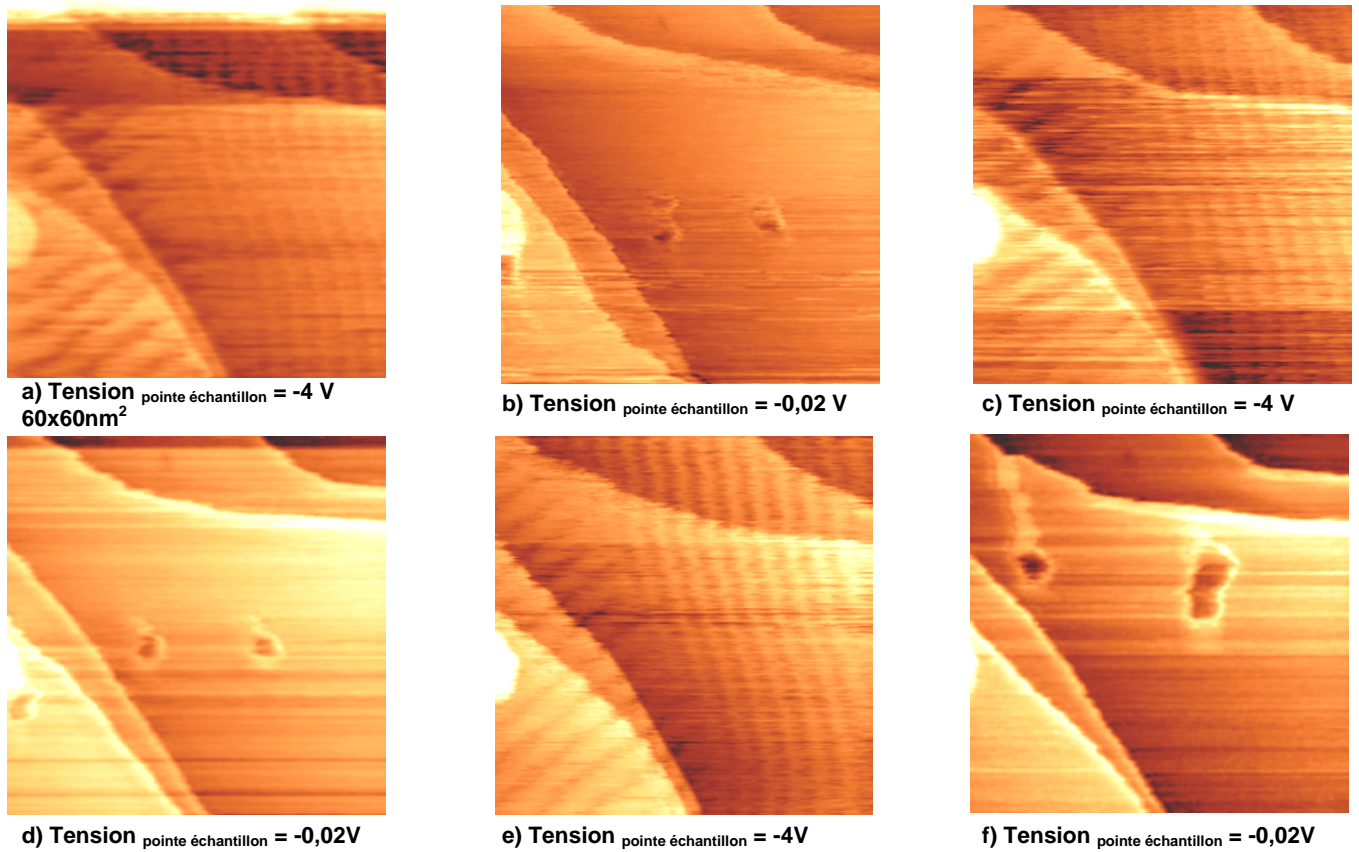 a) Tension pointe échantillon = -4 V
60x60nm²
b) Tension pointe échantillon = -0,02 V
c) Tension pointe échantillon = -4 V
d) Tension pointe échantillon = -0,02V
e) Tension pointe échantillon = -4V
f) Tension pointe échantillon = -0,02V